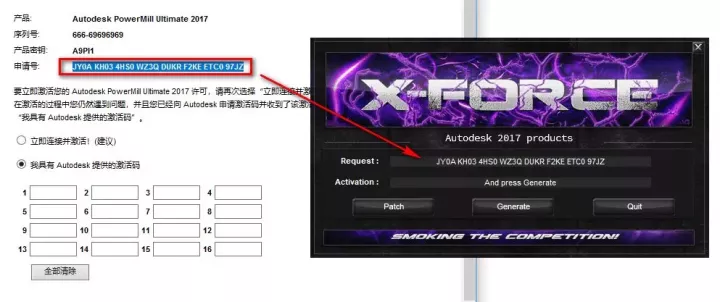 产品: Autodesk PowerMill Ultimate 2017
序列号: 666-69696969
产品密钥: A9PI1
申请号: JY0A KH03 4HS0 WZ3Q DUKR F2KE ETC0 97JZ
要立即激活您的 Autodesk PowerMill Ultimate 2017 许可，请再次选择“立即连接并激
在激活的过程中您仍然遇到问题，并且您已经向 Autodesk 申请激活码并收到了该激
“我具有 Autodesk 提供的激活码”。
立即连接并激活! (建议)
我具有 Autodesk 提供的激活码
1 2 3 4
5 6 7 8
9 10 11 12
13 14 15 16
全部清除
X-FORCE
Autodesk 2017 products
Request : JY0A KH03 4HS0 WZ3Q DUKR F2KE ETC0 97JZ
Activation : And press Generate
Patch Generate Quit
SMOKING THE COMPETITION!